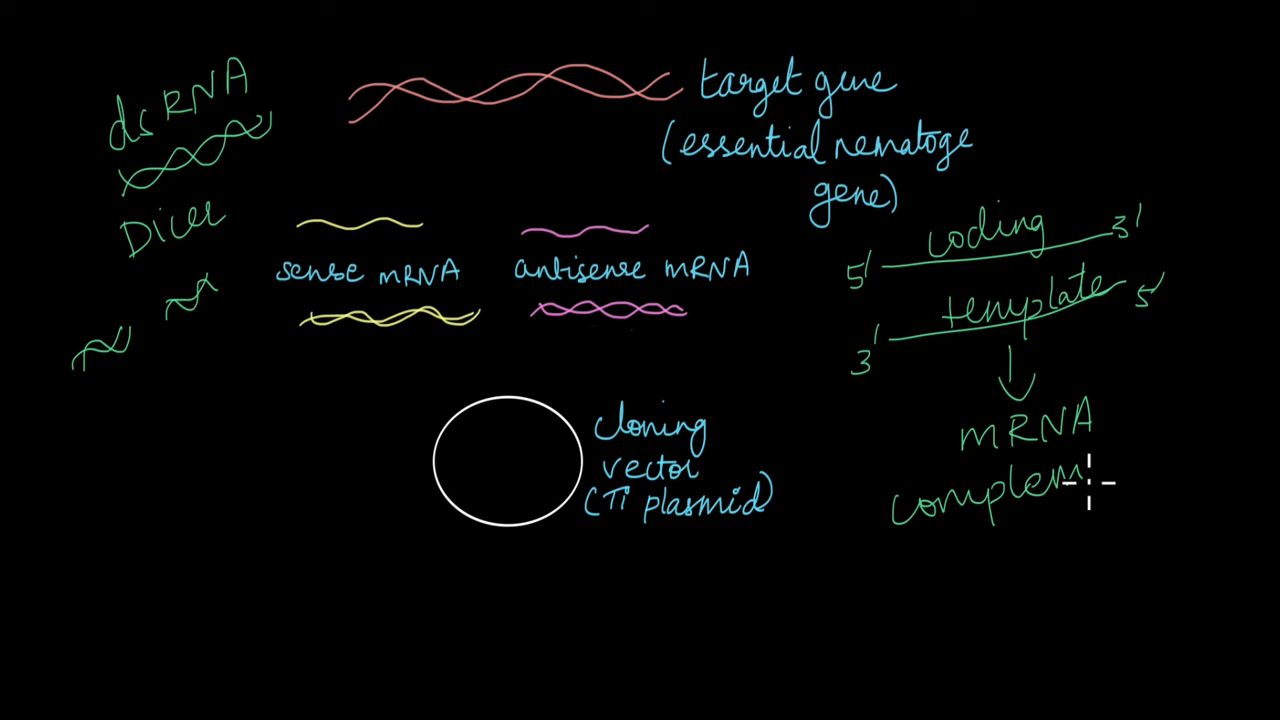 dsRNA
target gene
(essential nematoge
gene)
Dicer
sense mRNA
antisense mRNA
5' coding 3'
3' template 5'
mRNA
complem
cloning
vector
(Ti plasmid)